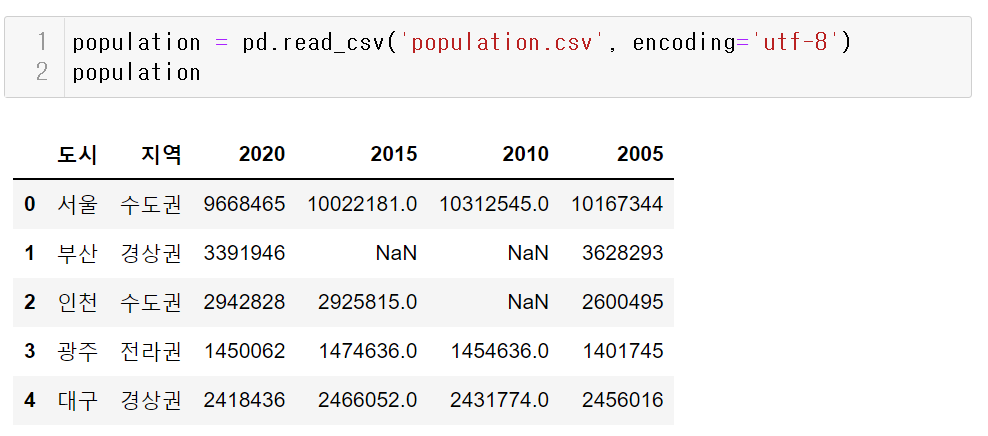 1 population = pd.read_csv('population.csv', encoding='utf-8')
2 population
도시 지역 2020 2015 2010 2005
0 서울 수도권 9668465 10022181.0 10312545.0 10167344
1 부산 경상권 3391946 NaN NaN 3628293
2 인천 수도권 2942828 2925815.0 NaN 2600495
3 광주 전라권 1450062 1474636.0 1454636.0 1401745
4 대구 경상권 2418436 2466052.0 2431774.0 2456016